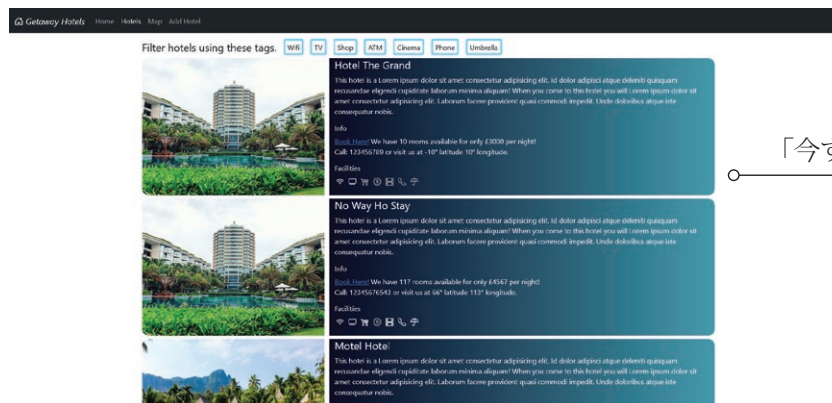 Getaway Hotels Home Hotels Map Add Hotel
Filter hotels using these tags. Wifi TV Shop ATM Cinema Phone Umbrella
Hotel The Grand
This hotel is a Lorem ipsum dolor sit amet consectetur adipisicing elit. Id dolor adipisci atque deleniti quisquam
recusandae eligendi cupiditate laborum minima aliquam! When you come to this hotel you will Lorem ipsum dolor sit
amet consectetur adipisicing elit. Laborum facere provident quasi commodi impedit. Unde doloribus atque iste
consequatur nobis.
Info
Book Here! We have 10 rooms available for only £3000 per night!
Call: 123456789 or visit us at -10° latitude 10° longitude.
Facilities
「今す
No Way Ho Stay
This hotel is a Lorem ipsum dolor sit amet consectetur adipisicing elit. Id dolor adipisci atque deleniti quisquam
recusandae eligendi cupiditate laborum minima aliquam! When you come to this hotel you will Lorem ipsum dolor sit
amet consectetur adipisicing elit. Laborum facere provident quasi commodi impedit. Unde doloribus atque iste
consequatur nobis.
Info
Book Here! We have 117 rooms available for only £4567 per night!
Call: 12345676543 or visit us at 66° latitude 113° longitude.
Facilities
Motel Hotel
This hotel is a Lorem ipsum dolor sit amet consectetur adipisicing elit. Id dolor adipisci atque deleniti quisquam
recusandae eligendi cupiditate laborum minima aliquam! When you come to this hotel you will Lorem ipsum dolor sit
amet consectetur adipisicing elit. Laborum facere provident quasi commodi impedit. Unde doloribus atque iste
consequatur nobis.